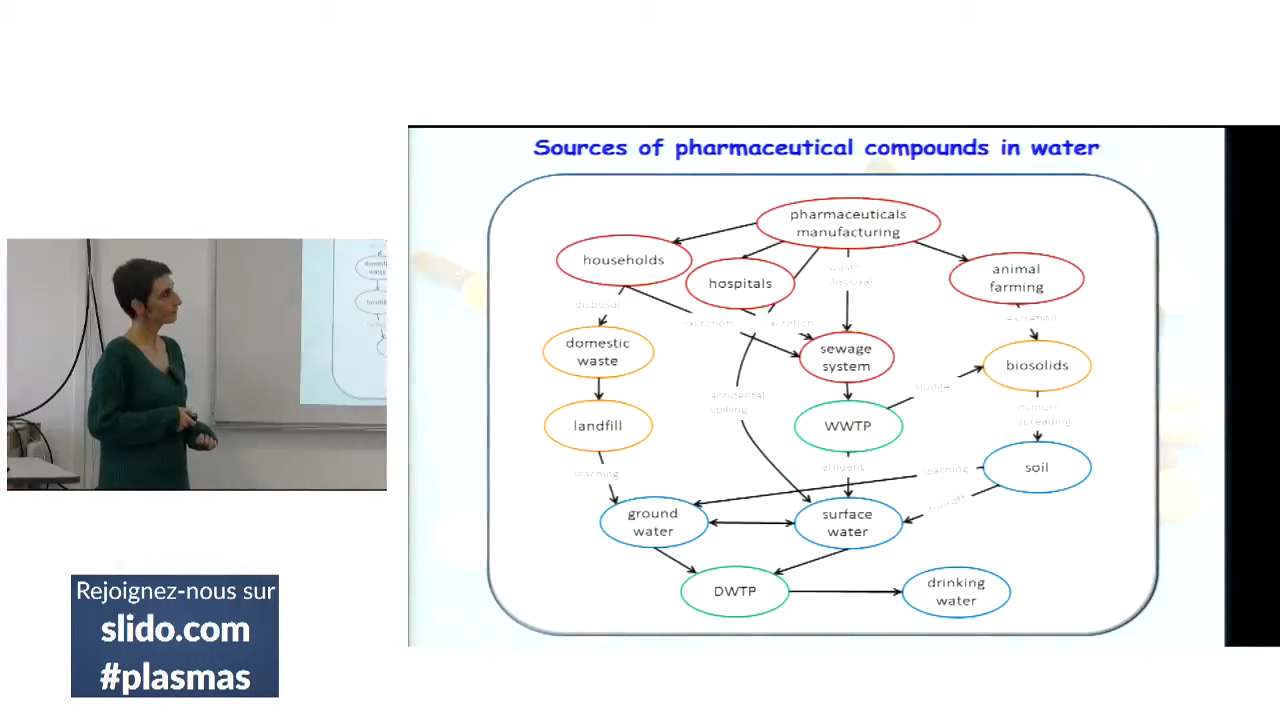 Sources of pharmaceutical compounds in water
pharmaceuticals
manufacturing
households
hospitals
animal
farming
waste
disposal
disposal
excretion
excretion
excretion
domestic
waste
sewage
system
biosolids
sludge
accidental
spilling
manure
spreading
landfill
WWTP
leaching
effluent
leaching
soil
runoff
ground
water
surface
water
DWTP
drinking
water
domestic
waste
Rejoignez-nous sur
slido.com
#plasmas